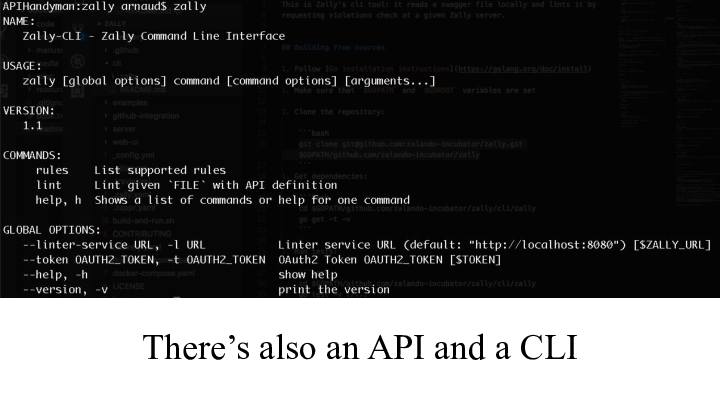 APIHandyman:zally arnaud$ zally
NAME:
Zally-CLI - Zally Command Line Interface
USAGE:
zally [global options] command [command options] [arguments...]
VERSION:
1.1
COMMANDS:
rules    List supported rules
lint     Lint given `FILE` with API definition
help, h  Shows a list of commands or help for one command
GLOBAL OPTIONS:
--linter-service URL, -l URL            Linter service URL (default: "http://localhost:8080") [$ZALLY_URL]
--token OAUTH2_TOKEN, -t OAUTH2_TOKEN  OAuth2 Token OAUTH2_TOKEN [$TOKEN]
--help, -h                              show help
--version, -v                           print the version
There's also an API and a CLI